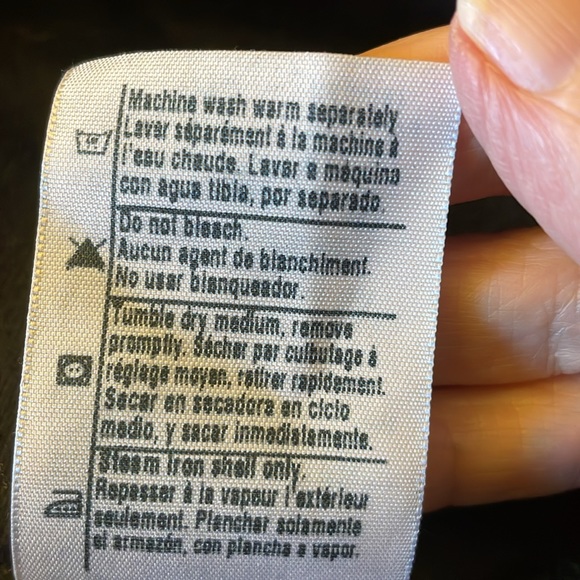 Machine wash warm separately
Laver séparément à la machine à
l'eau chaude. Lavar a maquina
con agua tibia, por separado.
Do not bleach.
Aucun agent de blanchiment.
No usar blanqueador.
Tumble dry medium, remove
promptly. Sécher par culbutage à
réglage moyen, retirer rapidement.
Sacar en secadora en ciclo
medio, y sacar inmediatamente.
Steam iron shell only.
Repasser à la vapeur l'extérieur
seulement. Planchar solamente
el armazón, con plancha a vapor.